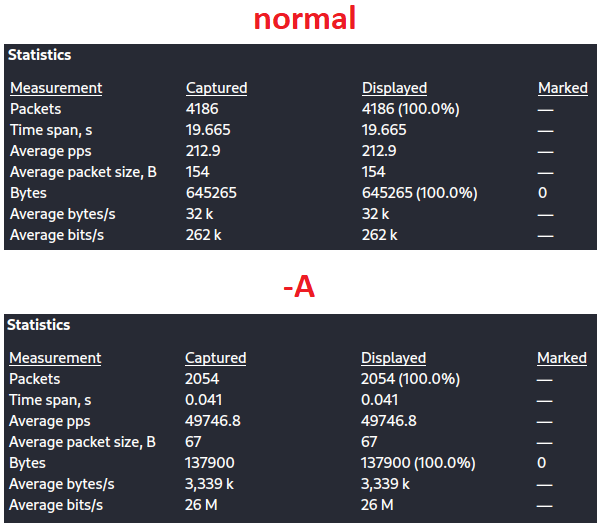 normal
Statistics
Measurement Captured Displayed Marked
Packets 4186 4186 (100.0%) —
Time span, s 19.665 19.665 —
Average pps 212.9 212.9 —
Average packet size, B 154 154 —
Bytes 645265 645265 (100.0%) 0
Average bytes/s 32 k 32 k —
Average bits/s 262 k 262 k —
-A
Statistics
Measurement Captured Displayed Marked
Packets 2054 2054 (100.0%) —
Time span, s 0.041 0.041 —
Average pps 49746.8 49746.8 —
Average packet size, B 67 67 —
Bytes 137900 137900 (100.0%) 0
Average bytes/s 3,339 k 3,339 k —
Average bits/s 26 M 26 M —